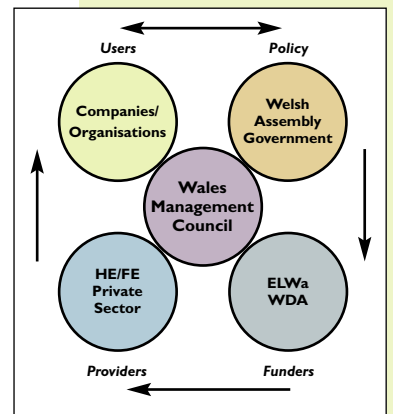 Users
Policy
Companies/
Organisations
Welsh
Assembly
Government
Wales
Management
Council
HE/FE
Private
Sector
ELWa
WDA
Providers
Funders